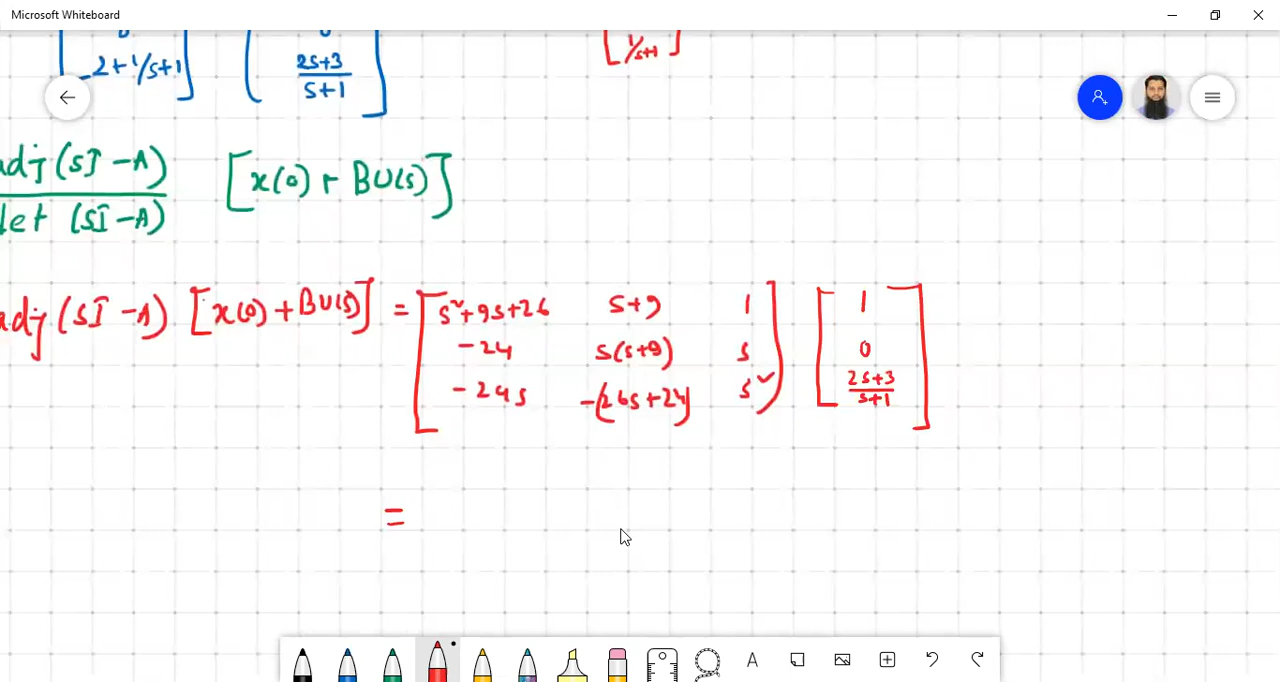 Microsoft Whiteboard
-2+1/s+1
2s+3
s+1
1/s+1
adj (SI-A) [x(0) + BU(s)]
det (SI-A)
adj (SI-A) [x(0) + BU(s)] = [s²+9s+26 s+9 1] [1]
-24 s(s+9) s 0
-24s -(26s+24) s² 2s+3
s+1
=
A